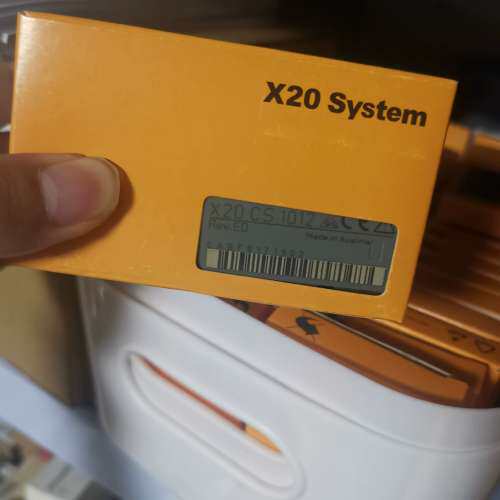 X20 System
X20 CS 1012
Rev.E0
Made in Austria